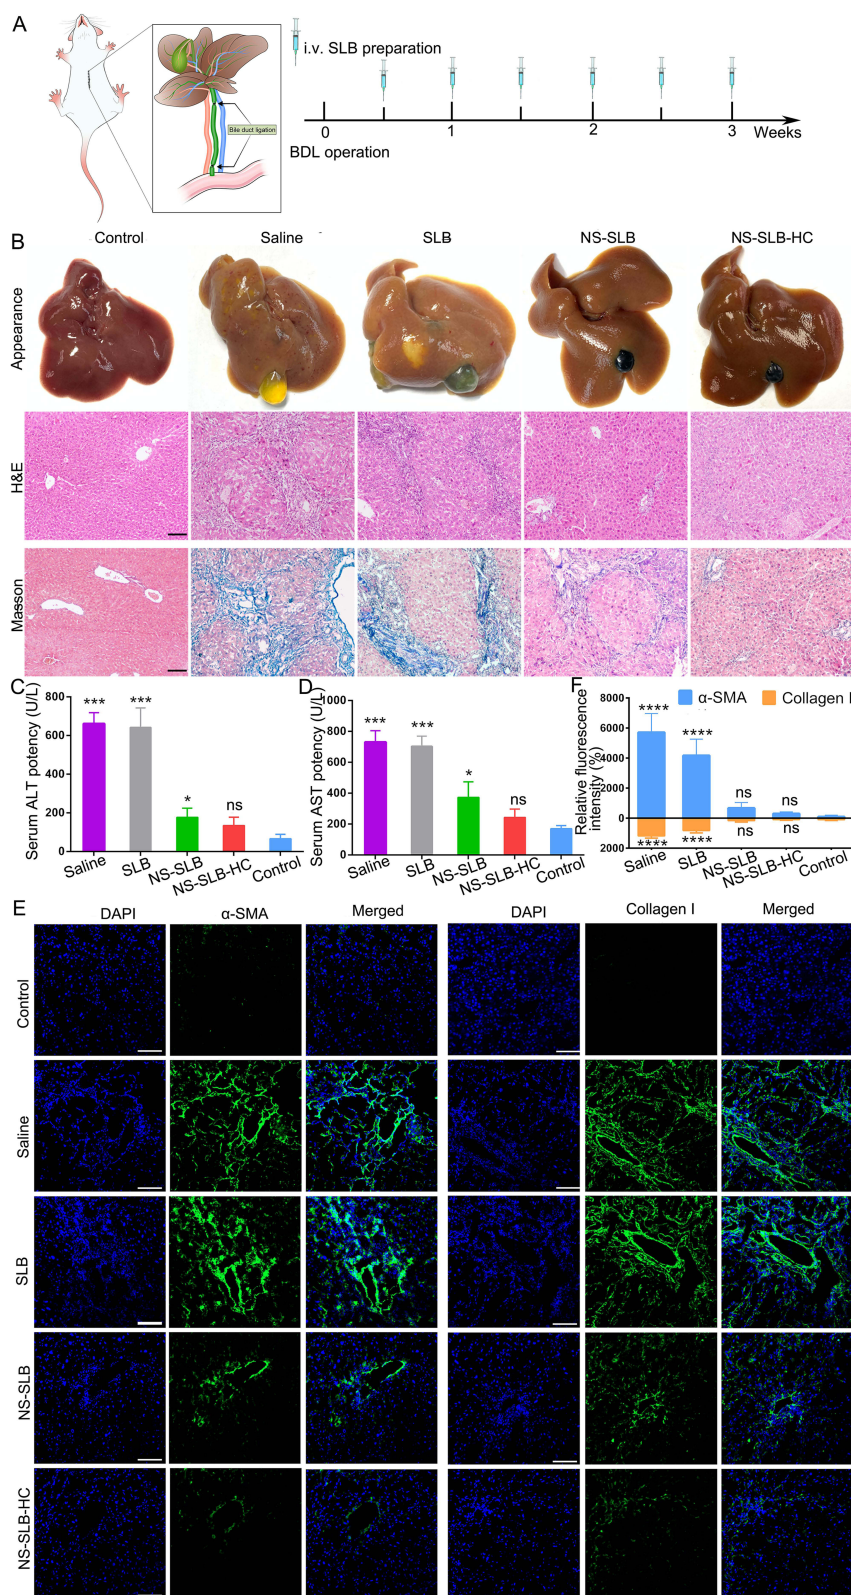 A
i.v. SLB preparation
Bile duct ligation
0 1 2 3 Weeks
BDL operation
B
Control Saline SLB NS-SLB NS-SLB-HC
Appearance
H&E
Masson
C
Serum ALT potency (U/L)
800
600
400
200
0
*** *** * ns
Saline SLB NS-SLB NS-SLB-HC Control
D
Serum AST potency (U/L)
1000
800
600
400
200
0
*** *** * ns
Saline SLB NS-SLB NS-SLB-HC Control
F
α-SMA Collagen I
Relative fluorescence
intensity (%)
8000
6000
4000
2000
0
2000
**** **** ns ns
**** **** ns ns
Saline SLB NS-SLB NS-SLB-HC Control
E
DAPI α-SMA Merged DAPI Collagen I Merged
Control
Saline
SLB
NS-SLB
NS-SLB-HC